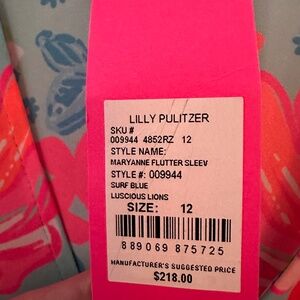 LILLY PULITZER
SKU #
009944 4852RZ 12
STYLE NAME;
MARYANNE FLUTTER SLEEV
STYLE #: 009944
SURF BLUE
LUSCIOUS LIONS
SIZE: 12
889069 875725
MANUFACTURER'S SUGGESTED PRICE
$218.00